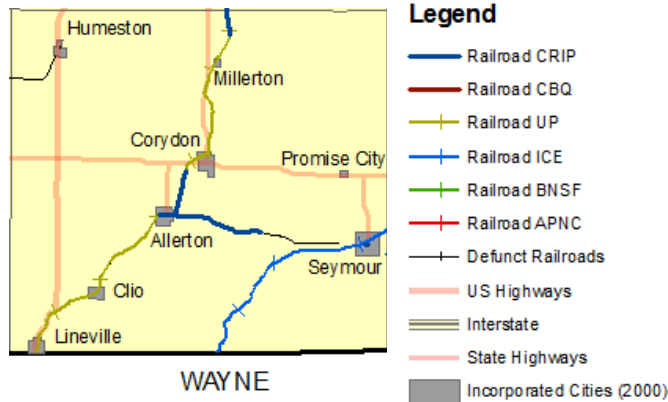 Humeston
Millerton
Corydon
Promise City
Allerton
Seymour
Clio
Lineville
WAYNE
Legend
Railroad CRIP
Railroad CBQ
Railroad UP
Railroad ICE
Railroad BNSF
Railroad APNC
Defunct Railroads
US Highways
Interstate
State Highways
Incorporated Cities (2000)